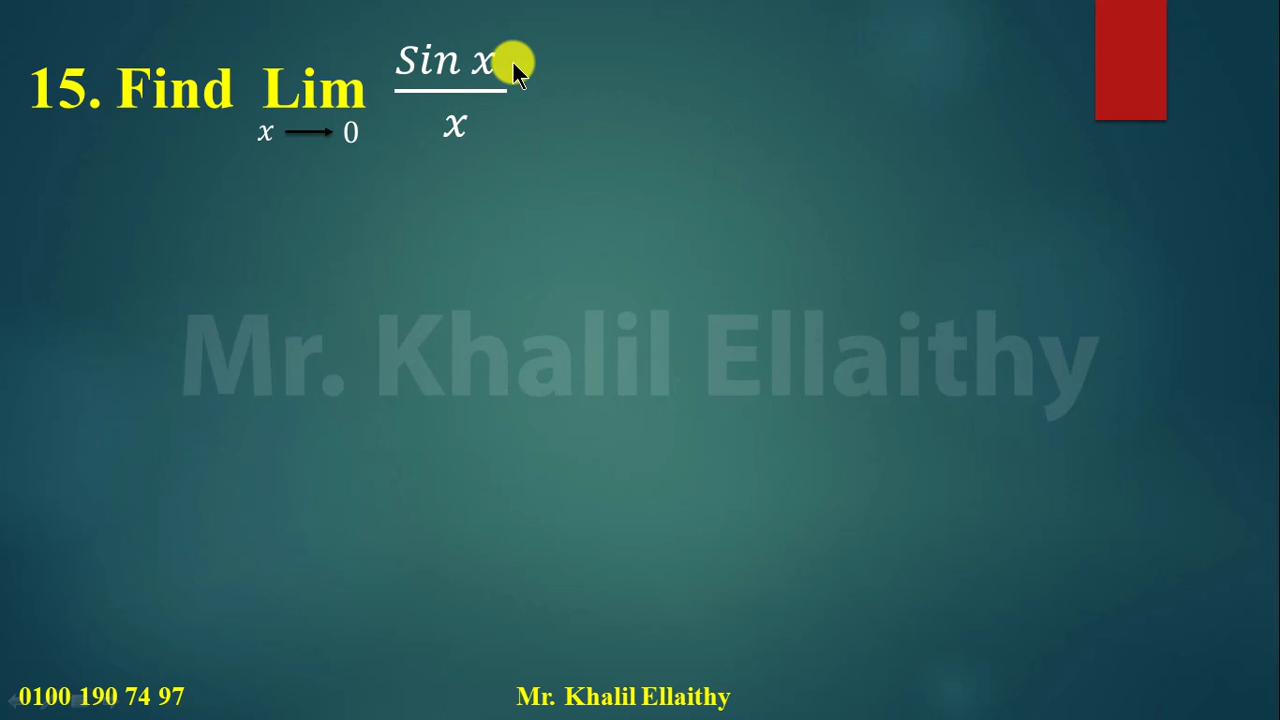 15. Find Lim Sin x / x
x → 0
Mr. Khalil Ellaithy
0100 190 74 97
Mr. Khalil Ellaithy